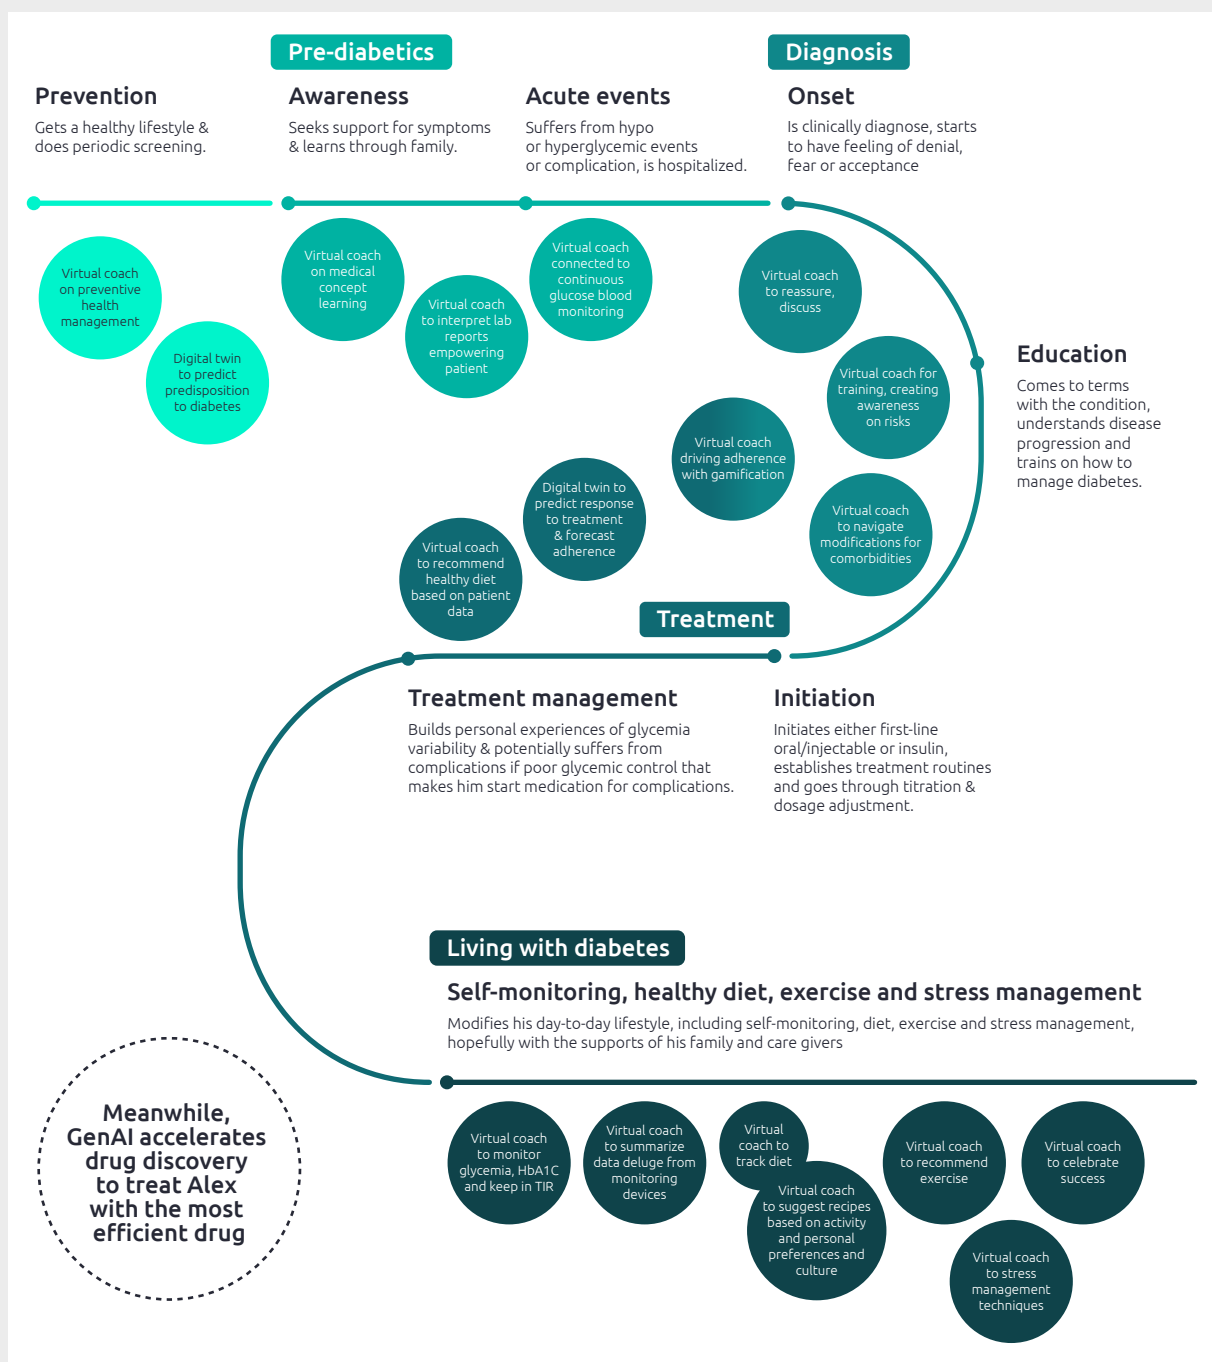 Pre-diabetics
Diagnosis
Prevention
Gets a healthy lifestyle &
does periodic screening.
Awareness
Seeks support for symptoms
& learns through family.
Acute events
Suffers from hypo
or hyperglycemic events
or complication, is hospitalized.
Onset
Is clinically diagnose, starts
to have feeling of denial,
fear or acceptance
Virtual coach
on preventive
health
management
Digital twin
to predict
predisposition
to diabetes
Virtual coach
on medical
concept
learning
Virtual coach
to interpret lab
reports
empowering
patient
Virtual coach
connected to
continuous
glucose blood
monitoring
Virtual coach
to reassure,
discuss
Virtual coach for
training, creating
awareness
on risks
Education
Comes to terms
with the condition,
understands disease
progression and
trains on how to
manage diabetes.
Virtual coach
driving adherence
with gamification
Virtual coach
to navigate
modifications for
comorbidities
Digital twin to
predict response
to treatment
& forecast
adherence
Virtual coach
to recommend
healthy diet
based on patient
data
Treatment
Treatment management
Builds personal experiences of glycemia
variability & potentially suffers from
complications if poor glycemic control that
makes him start medication for complications.
Initiation
Initiates either first-line
oral/injectable or insulin,
establishes treatment routines
and goes through titration &
dosage adjustment.
Living with diabetes
Self-monitoring, healthy diet, exercise and stress management
Modifies his day-to-day lifestyle, including self-monitoring, diet, exercise and stress management,
hopefully with the supports of his family and care givers
Meanwhile,
GenAI accelerates
drug discovery
to treat Alex
with the most
efficient drug
Virtual coach
to monitor
glycemia, HbA1C
and keep in TIR
Virtual coach
to summarize
data deluge from
monitoring
devices
Virtual
coach to
track diet
Virtual coach
to suggest recipes
based on activity
and personal
preferences and
culture
Virtual coach
to recommend
exercise
Virtual coach
to stress
management
techniques
Virtual coach
to celebrate
success